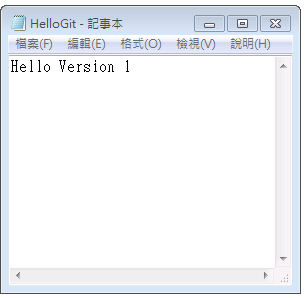 HelloGit - 記事本
檔案(F) 編輯(E) 格式(O) 檢視(V) 說明(H)
Hello Version 1